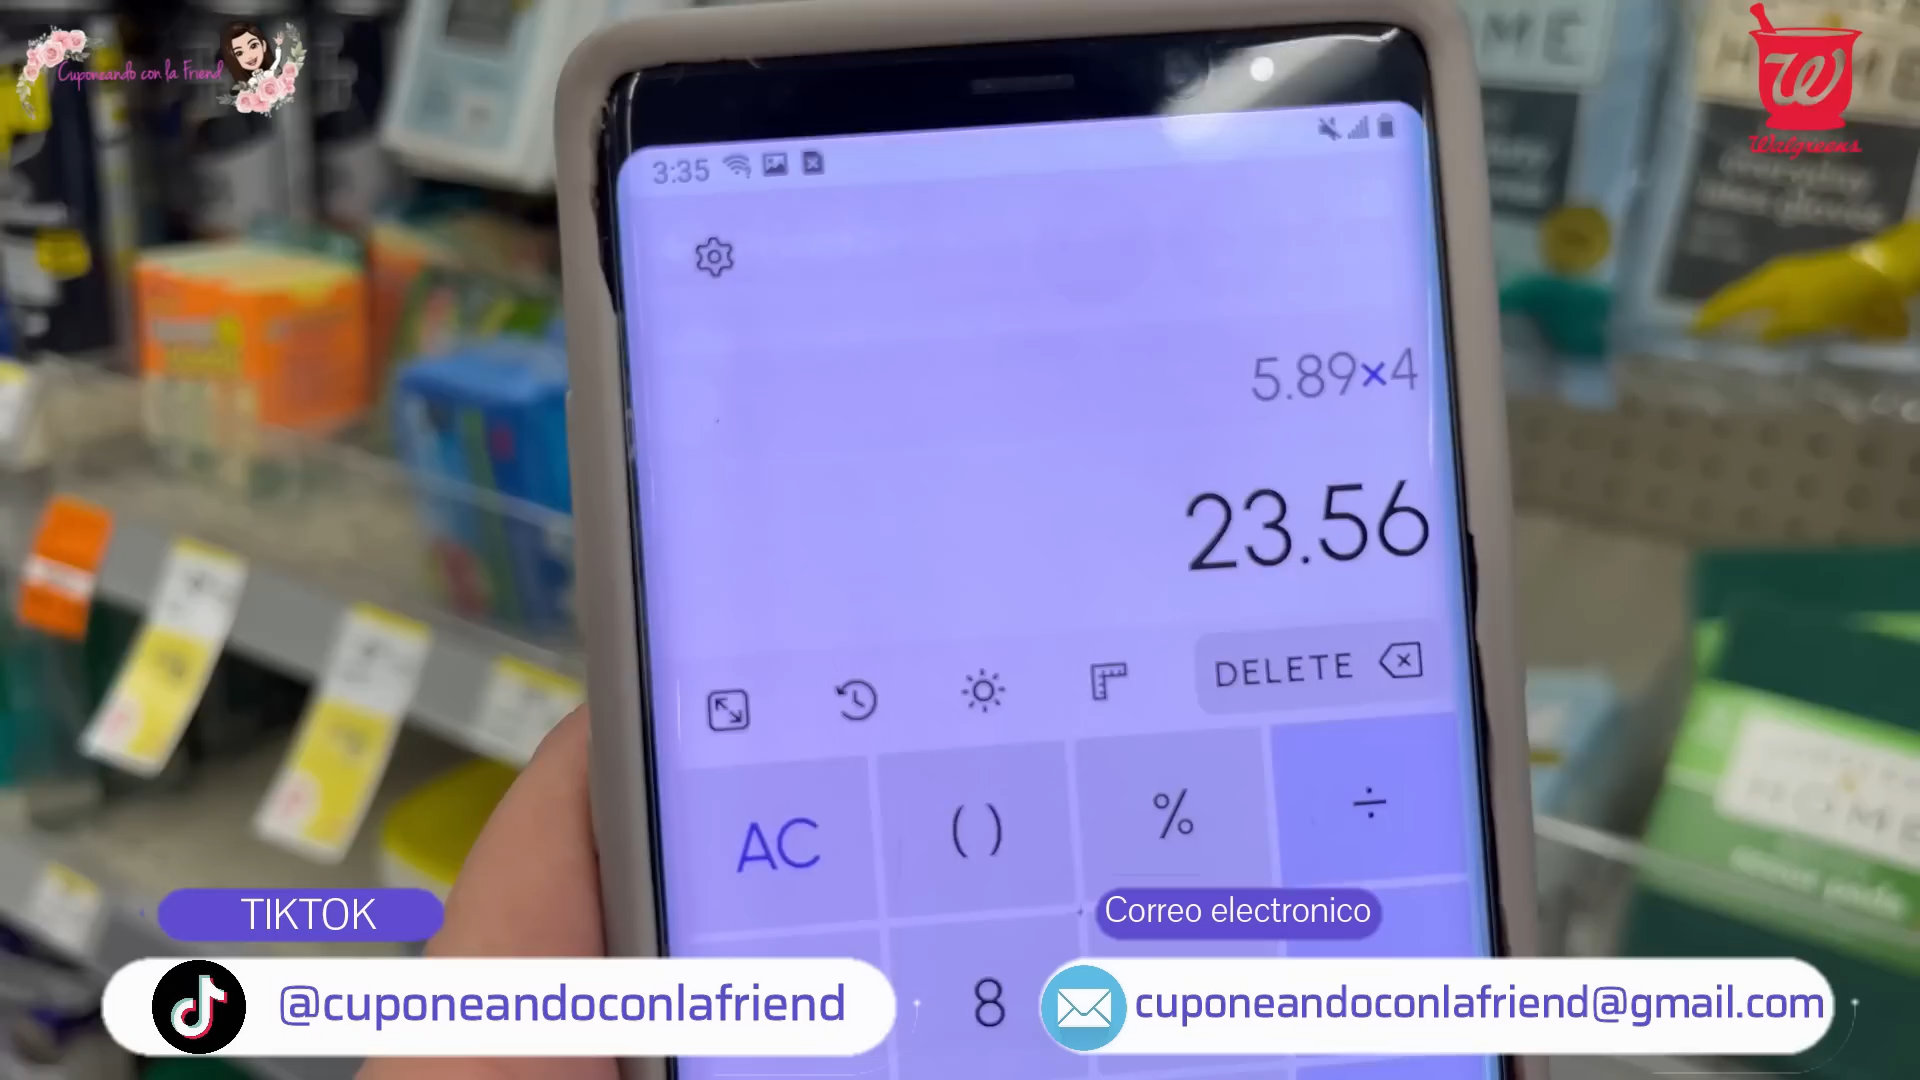 Cuponeando con la Friend
Walgreens
3:35
5.89×4
23.56
DELETE
AC
( )
%
÷
8
TIKTOK
@cuponeandoconlafriend
Correo electronico
cuponeandoconlafriend@gmail.com
HOME